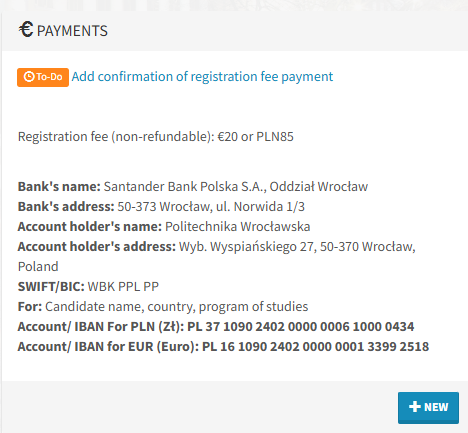 € PAYMENTS
To-Do Add confirmation of registration fee payment
Registration fee (non-refundable): €20 or PLN85
Bank's name: Santander Bank Polska S.A., Oddział Wrocław
Bank's address: 50-373 Wrocław, ul. Norwida 1/3
Account holder's name: Politechnika Wrocławska
Account holder's address: Wyb. Wyspiańskiego 27, 50-370 Wrocław,
Poland
SWIFT/BIC: WBK PPL PP
For: Candidate name, country, program of studies
Account/ IBAN For PLN (Zł): PL 37 1090 2402 0000 0006 1000 0434
Account/ IBAN for EUR (Euro): PL 16 1090 2402 0000 0001 3399 2518
+ NEW